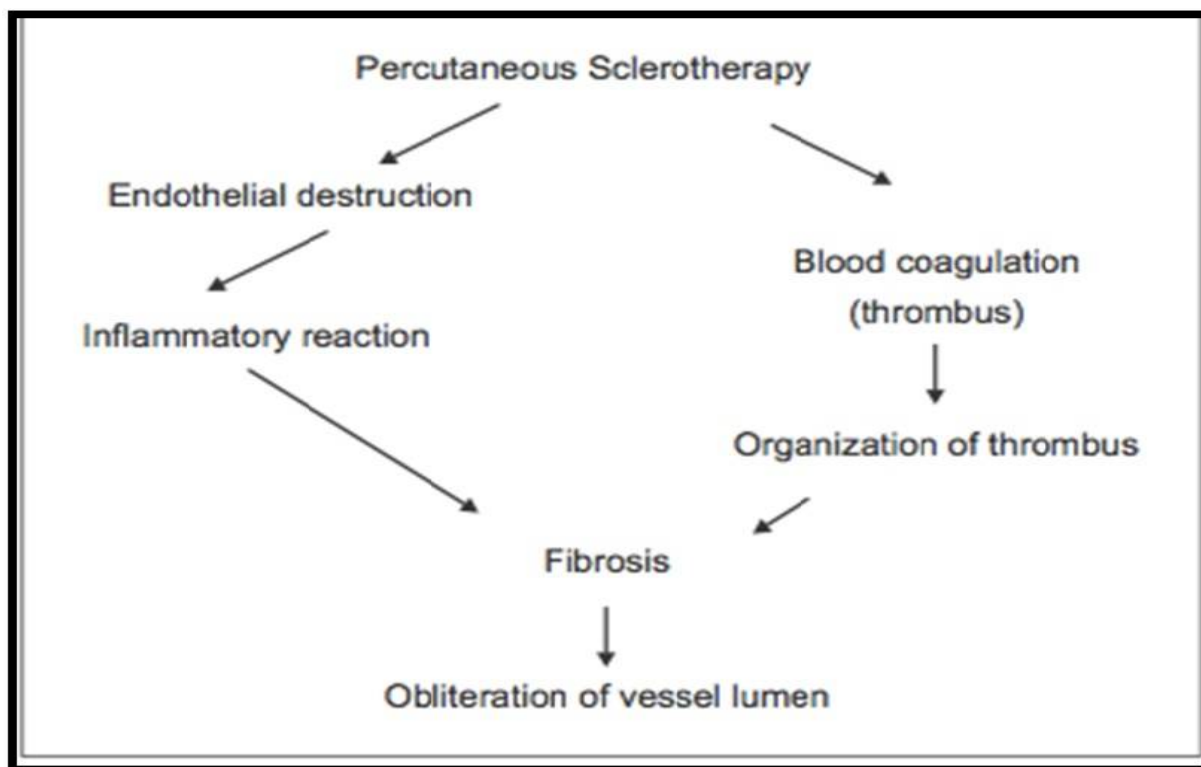 Percutaneous Sclerotherapy
Endothelial destruction
Blood coagulation
(thrombus)
Inflammatory reaction
Organization of thrombus
Fibrosis
Obliteration of vessel lumen